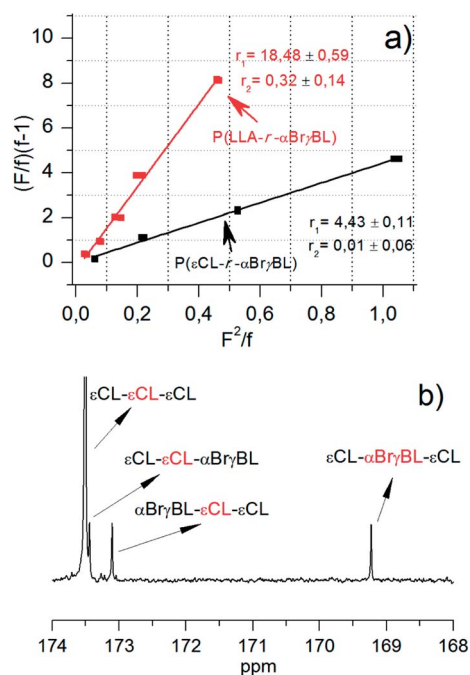 a)
11
10
8
6
4
2
0
(F/f)(f-1)
r₁= 18,48 ± 0,59
r₂= 0,32 ± 0,14
P(LLA-r-αBrγBL)
r₁= 4,43 ± 0,11
r₂= 0,01 ± 0,06
P(εCL-r-αBrγBL)
0,0 0,2 0,4 0,6 0,8 1,0
F²/f
b)
εCL-εCL-εCL
εCL-εCL-αBrγBL
εCL-αBrγBL-εCL
αBrγBL-εCL-εCL
174 173 172 171 170 169 168
ppm